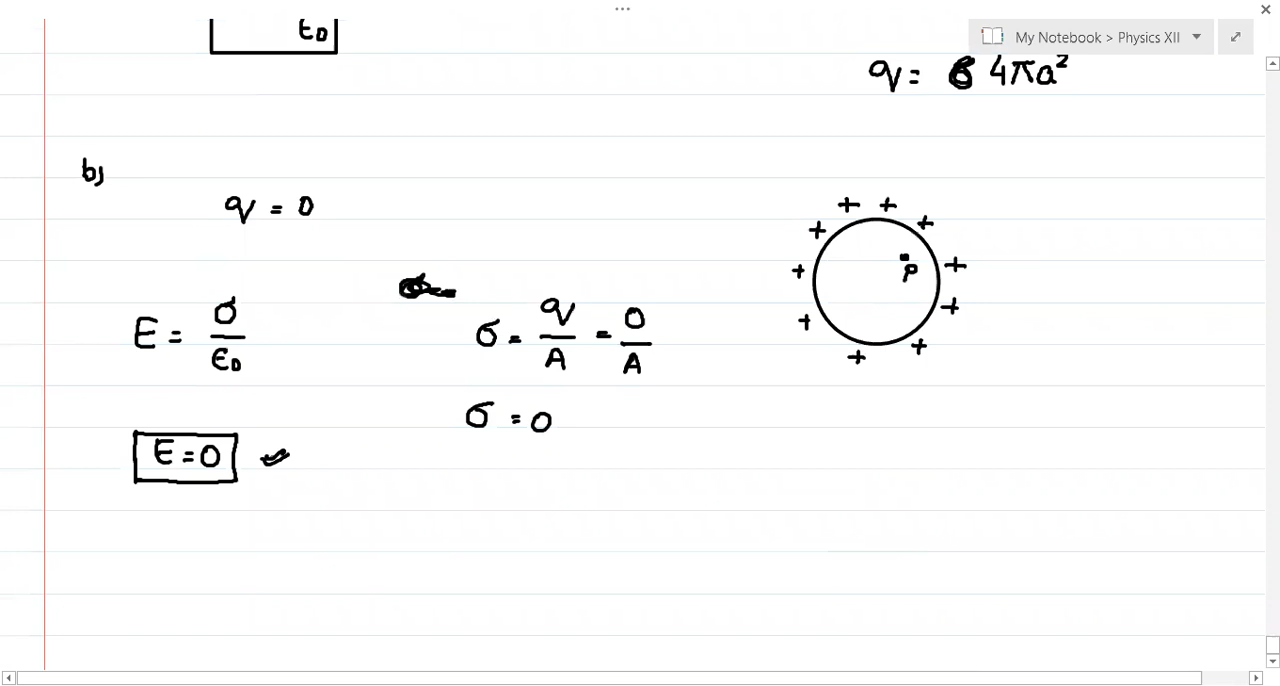 ϵ₀
My Notebook > Physics XII
q = σ 4πa²
b)
q = 0
+ + + + + + + + + + +
P
E = σ/ϵ₀
σ = q/A = 0/A
σ = 0
E = 0